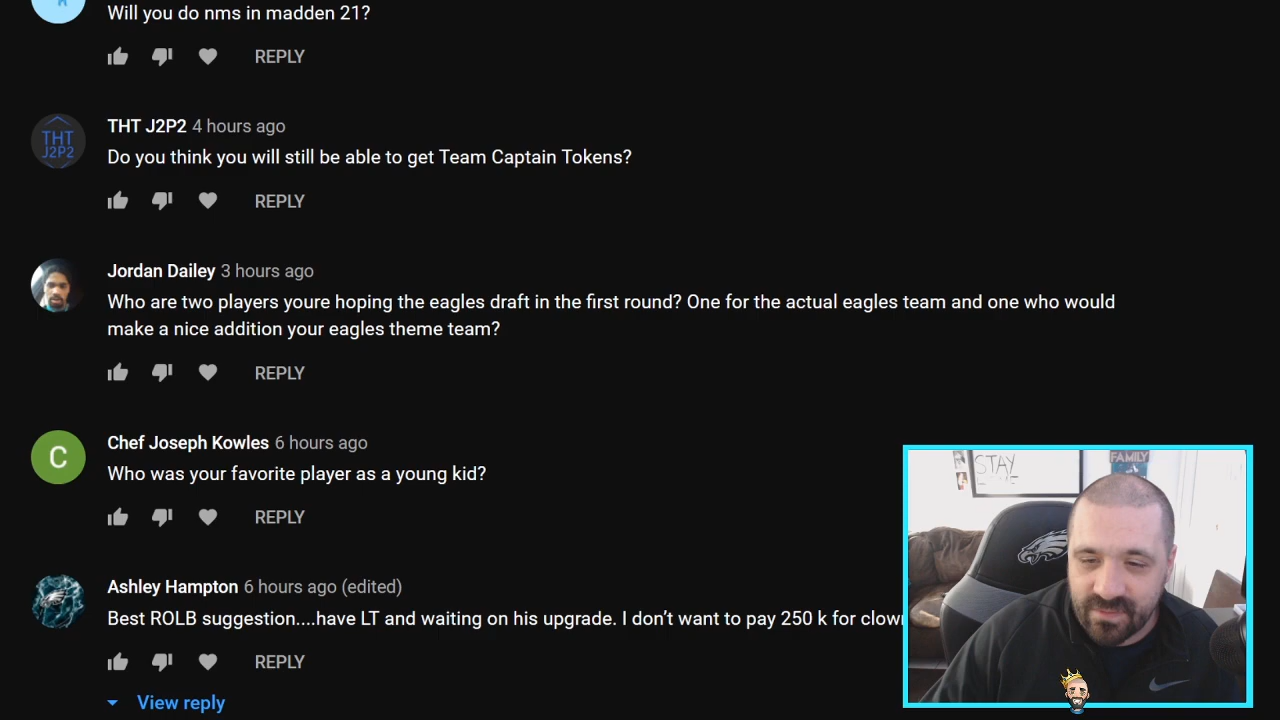 Will you do nms in madden 21?
REPLY
THT J2P2 4 hours ago
THT
J2P2
Do you think you will still be able to get Team Captain Tokens?
REPLY
Jordan Dailey 3 hours ago
Who are two players youre hoping the eagles draft in the first round? One for the actual eagles team and one who would
make a nice addition your eagles theme team?
REPLY
Chef Joseph Kowles 6 hours ago
C
Who was your favorite player as a young kid?
REPLY
STAY
FAMILY
Ashley Hampton 6 hours ago (edited)
Best ROLB suggestion....have LT and waiting on his upgrade. I don’t want to pay 250 k for
REPLY
View reply